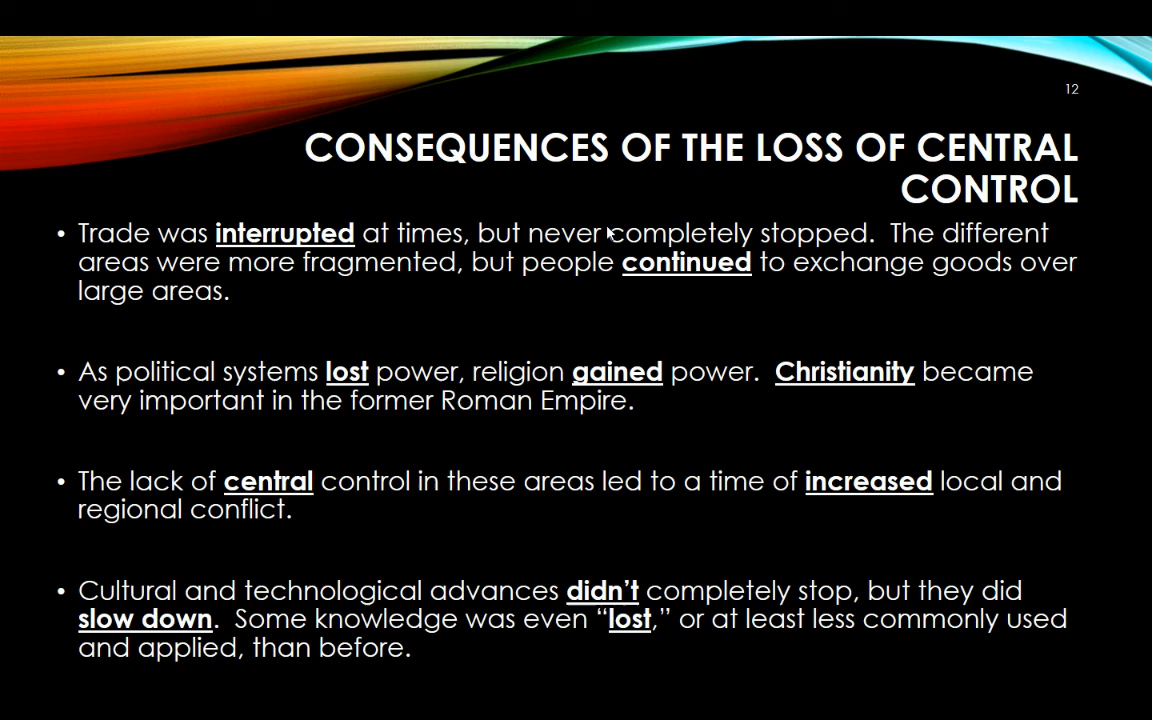 12
CONSEQUENCES OF THE LOSS OF CENTRAL
CONTROL
• Trade was interrupted at times, but never completely stopped. The different
areas were more fragmented, but people continued to exchange goods over
large areas.
• As political systems lost power, religion gained power. Christianity became
very important in the former Roman Empire.
• The lack of central control in these areas led to a time of increased local and
regional conflict.
• Cultural and technological advances didn’t completely stop, but they did
slow down. Some knowledge was even “lost,” or at least less commonly used
and applied, than before.